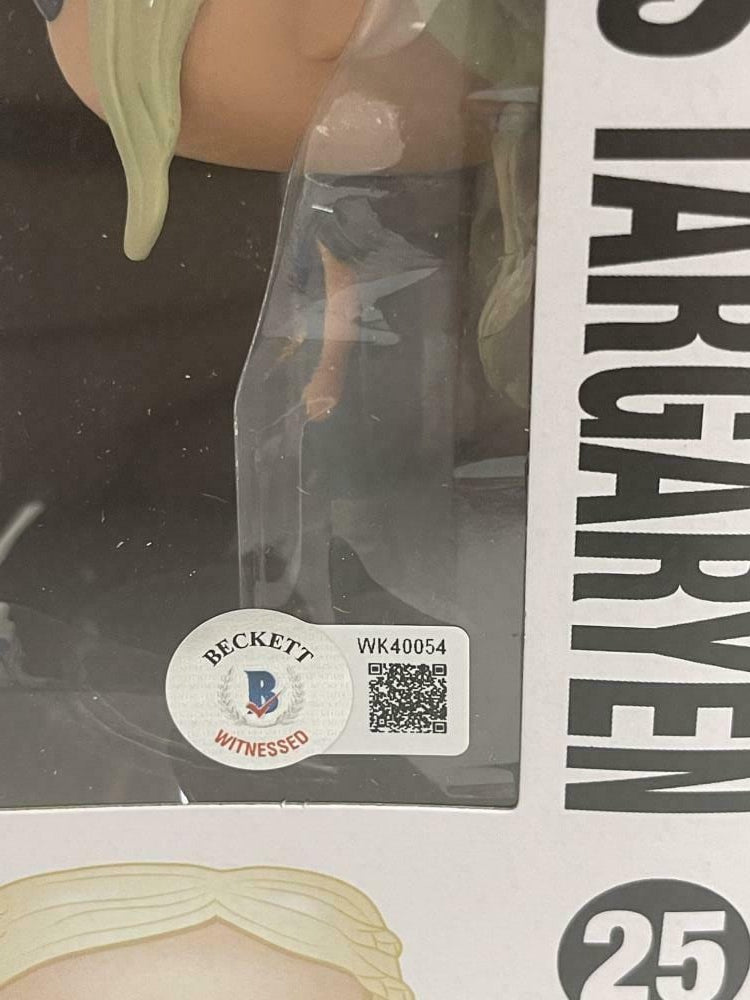 S TARGARYEN
BECKETT
B
WITNESSED
WK40054
25